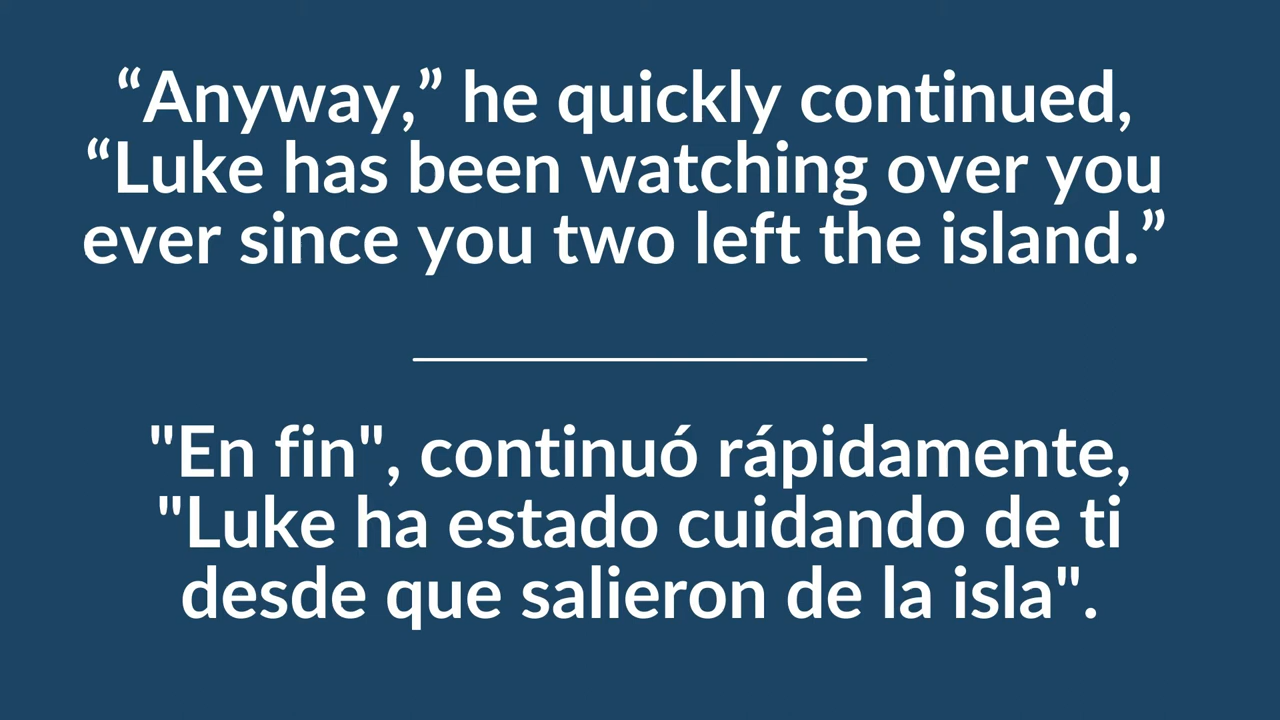 “Anyway,” he quickly continued,
“Luke has been watching over you
ever since you two left the island.”
"En fin", continuó rápidamente,
"Luke ha estado cuidando de ti
desde que salieron de la isla".